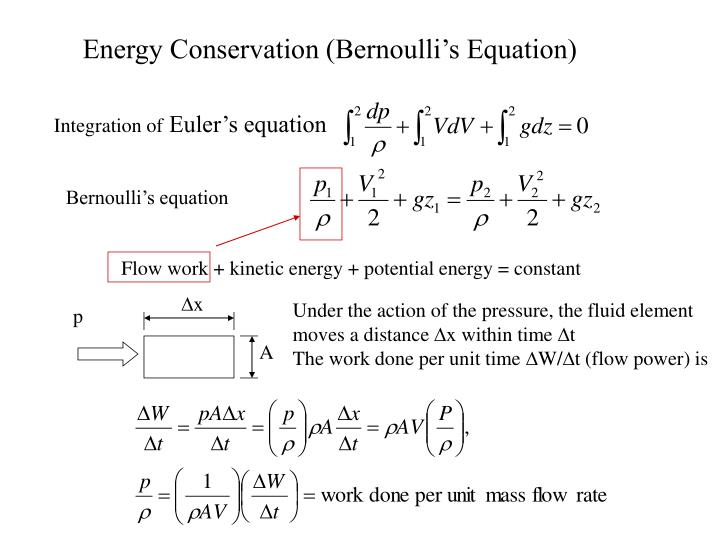 Energy Conservation (Bernoulli’s Equation)
Integration of Euler’s equation ∫₁² dp/ρ + ∫₁² VdV + ∫₁² gdz = 0
Bernoulli’s equation p₁/ρ + V₁²/2 + gz₁ = p₂/ρ + V₂²/2 + gz₂
Flow work + kinetic energy + potential energy = constant
Δx
p
A
Under the action of the pressure, the fluid element
moves a distance Δx within time Δt
The work done per unit time ΔW/Δt (flow power) is
ΔW/Δt = pAΔx/Δt = (p/ρ) ρA Δx/Δt = ρAV (P/ρ),
p/ρ = (1/ρAV)(ΔW/Δt) = work done per unit mass flow rate